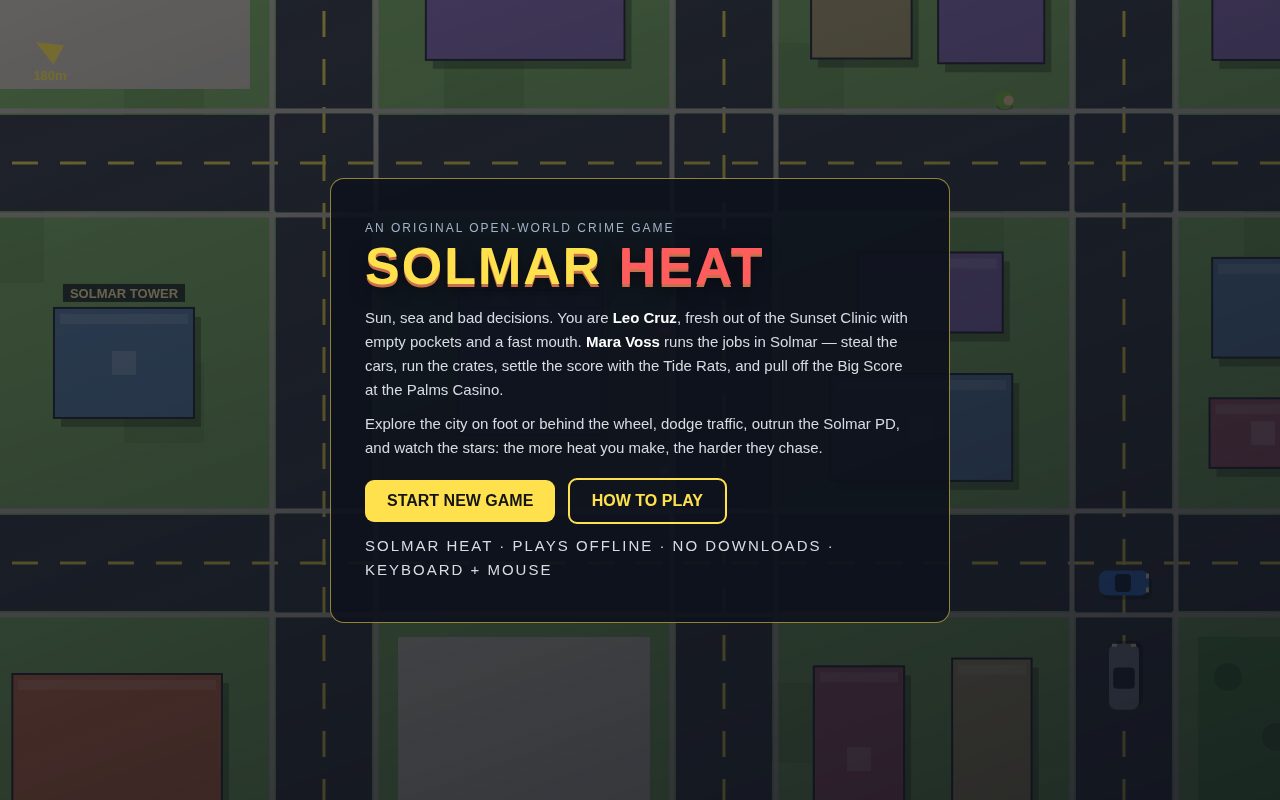 180m
AN ORIGINAL OPEN-WORLD CRIME GAME
SOLMAR HEAT
SOLMAR TOWER
Sun, sea and bad decisions. You are Leo Cruz, fresh out of the Sunset Clinic with
empty pockets and a fast mouth. Mara Voss runs the jobs in Solmar — steal the
cars, run the crates, settle the score with the Tide Rats, and pull off the Big Score
at the Palms Casino.
Explore the city on foot or behind the wheel, dodge traffic, outrun the Solmar PD,
and watch the stars: the more heat you make, the harder they chase.
START NEW GAME
HOW TO PLAY
SOLMAR HEAT · PLAYS OFFLINE · NO DOWNLOADS ·
KEYBOARD + MOUSE